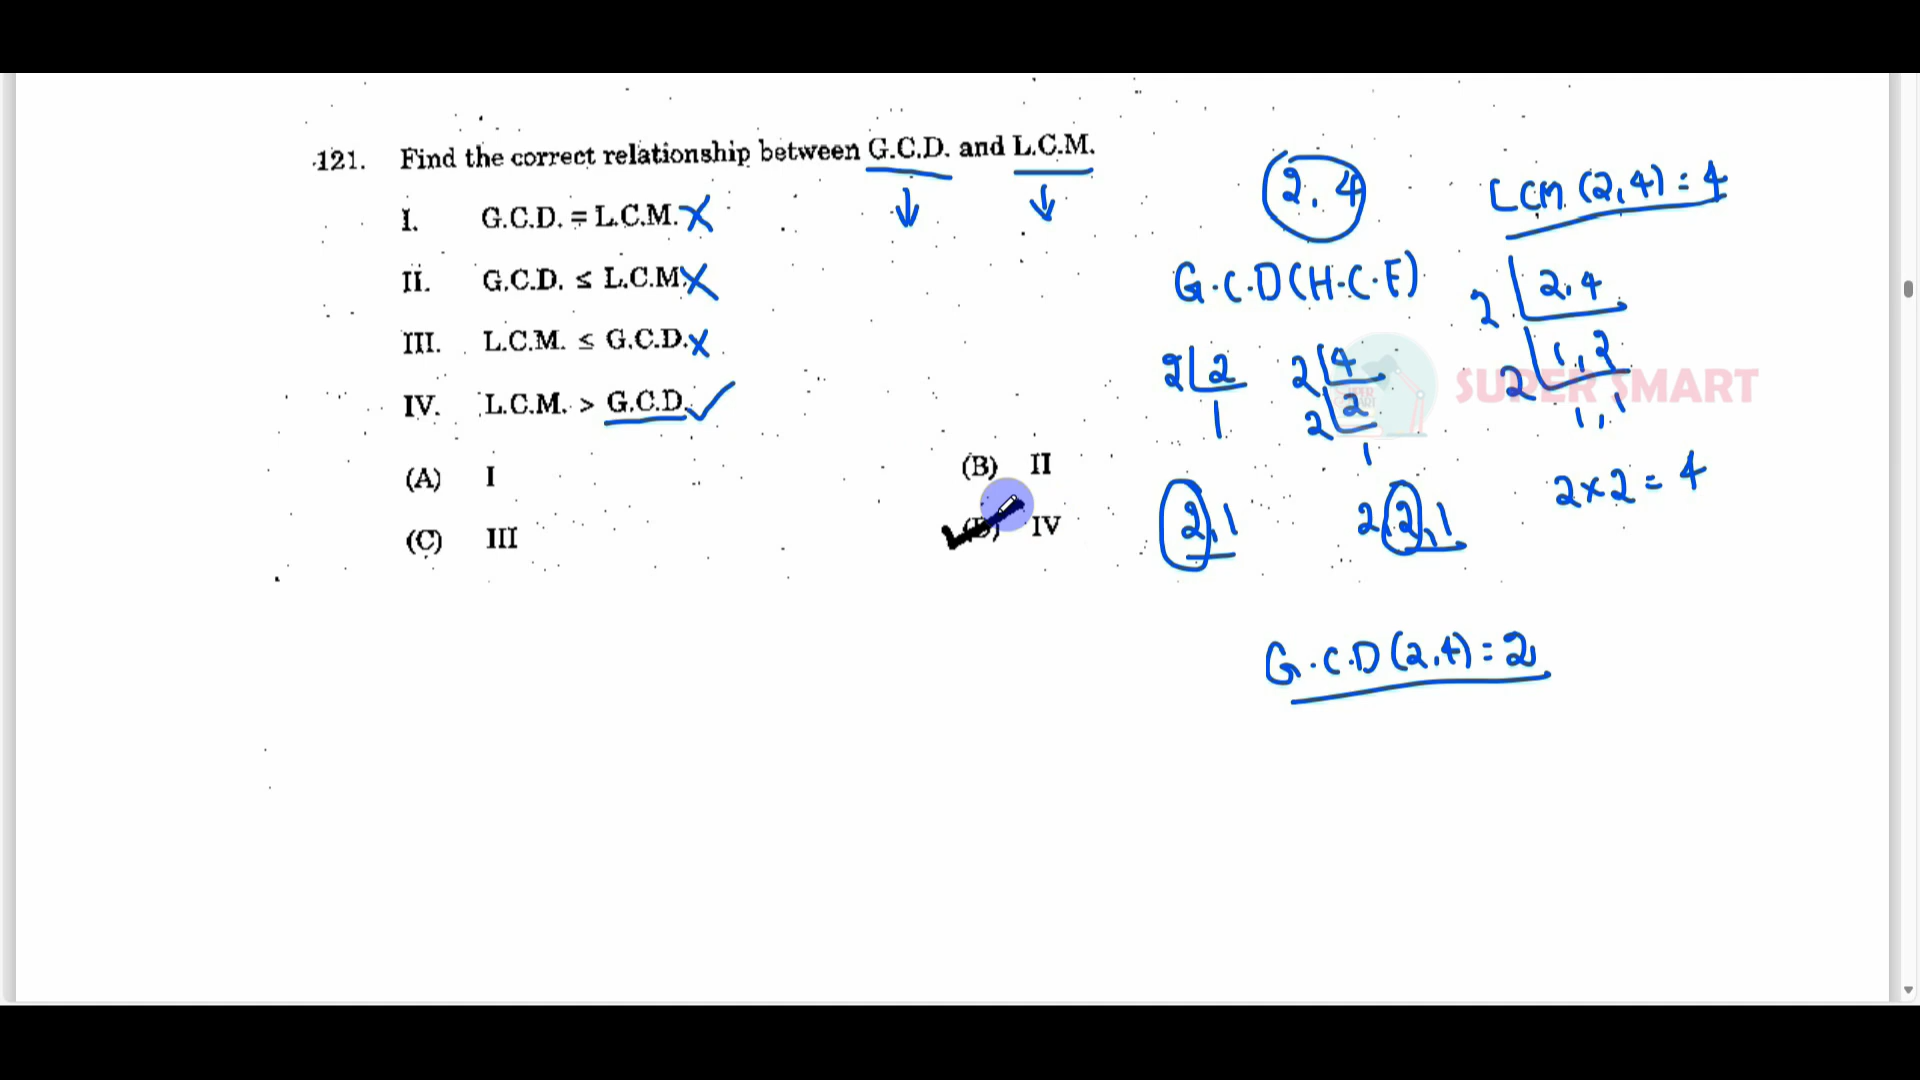 121. Find the correct relationship between G.C.D. and L.C.M.
I. G.C.D. = L.C.M. X
II. G.C.D. ≤ L.C.M. X
III. L.C.M. ≤ G.C.D. X
IV. L.C.M. > G.C.D. ✓
(A) I
(B) II
(C) III
(D) IV
2, 4
G.C.D (H.C.F)
2 | 2
1
2 | 4
2 | 2
1
2, 1
2, 2, 1
G.C.D (2,4) = 2
LCM (2,4) = 4
2 | 2, 4
2 | 1, 2
1, 1
2 × 2 = 4
SUPER SMART